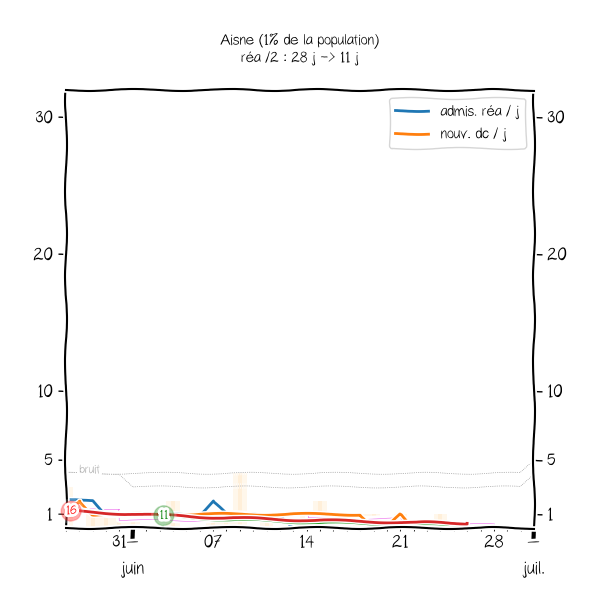 Aisne (1% de la population)
réa /2 : 28 j -> 11 j
admis. réa / j
nouv. dc / j
30
30
20
20
10
10
5
5
bruit
16
11
1
1
31
07
14
21
28
juin
juil.